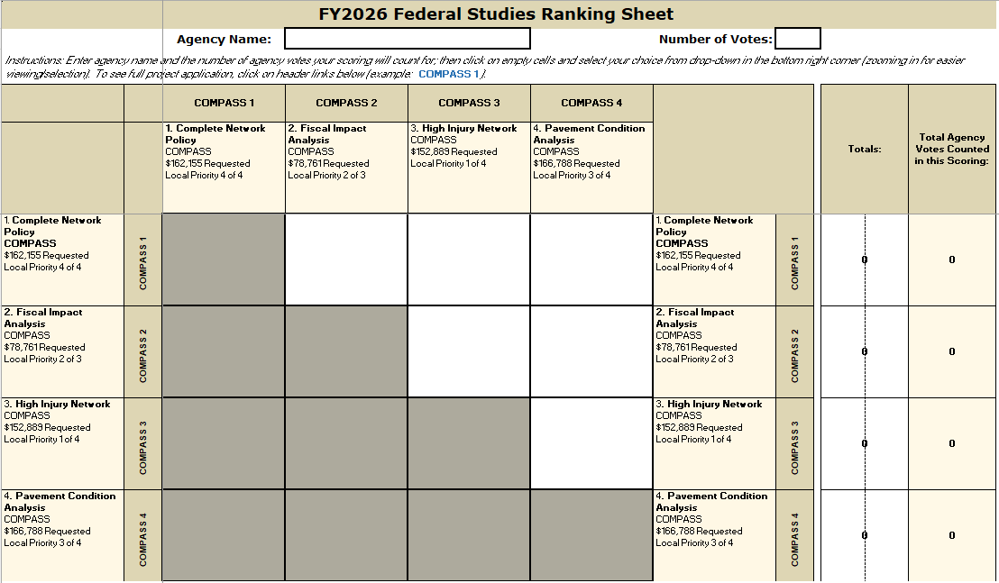 FY2026 Federal Studies Ranking Sheet
Agency Name:
Number of Votes:
Instructions: Enter agency name and the number of agency votes your scoring will count for; then click on empty cells and select your choice from drop-down in the bottom right corner (zooming in for easier
viewing/selection). To see full project application, click on header links below (example: COMPASS 1).
COMPASS 1
COMPASS 2
COMPASS 3
COMPASS 4
1. Complete Network
Policy
COMPASS
$162,155 Requested
Local Priority 4 of 4
2. Fiscal Impact
Analysis
COMPASS
$78,761 Requested
Local Priority 2 of 3
3. High Injury Network
COMPASS
$152,889 Requested
Local Priority 1 of 4
4. Pavement Condition
Analysis
COMPASS
$166,788 Requested
Local Priority 3 of 4
Totals:
Total Agency
Votes Counted
in this Scoring:
1. Complete Network
Policy
COMPASS
$162,155 Requested
Local Priority 4 of 4
COMPASS 1
1. Complete Network
Policy
COMPASS
$162,155 Requested
Local Priority 4 of 4
COMPASS 1
0
0
2. Fiscal Impact
Analysis
COMPASS
$78,761 Requested
Local Priority 2 of 3
COMPASS 2
2. Fiscal Impact
Analysis
COMPASS
$78,761 Requested
Local Priority 2 of 3
COMPASS 2
0
0
3. High Injury Network
COMPASS
$152,889 Requested
Local Priority 1 of 4
COMPASS 3
3. High Injury Network
COMPASS
$152,889 Requested
Local Priority 1 of 4
COMPASS 3
0
0
4. Pavement Condition
Analysis
COMPASS
$166,788 Requested
Local Priority 3 of 4
COMPASS 4
4. Pavement Condition
Analysis
COMPASS
$166,788 Requested
Local Priority 3 of 4
COMPASS 4
0
0